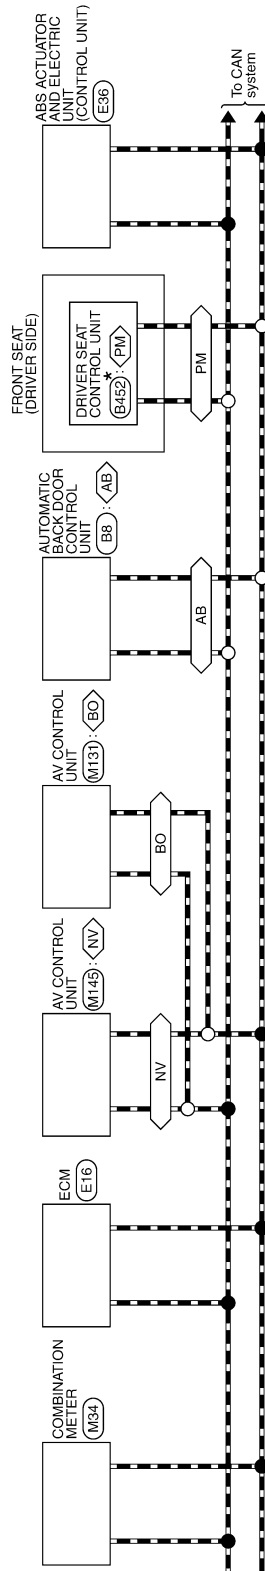 ABS ACTUATOR
AND ELECTRIC
UNIT
(CONTROL UNIT)
E36
To CAN
system
FRONT SEAT
(DRIVER SIDE)
DRIVER SEAT
CONTROL UNIT
*
B452 : PM
PM
AUTOMATIC
BACK DOOR
CONTROL
UNIT
B8 : AB
AB
AV CONTROL
UNIT
M131 : BO
BO
AV CONTROL
UNIT
M145 : NV
NV
ECM
E16
COMBINATION
METER
M34